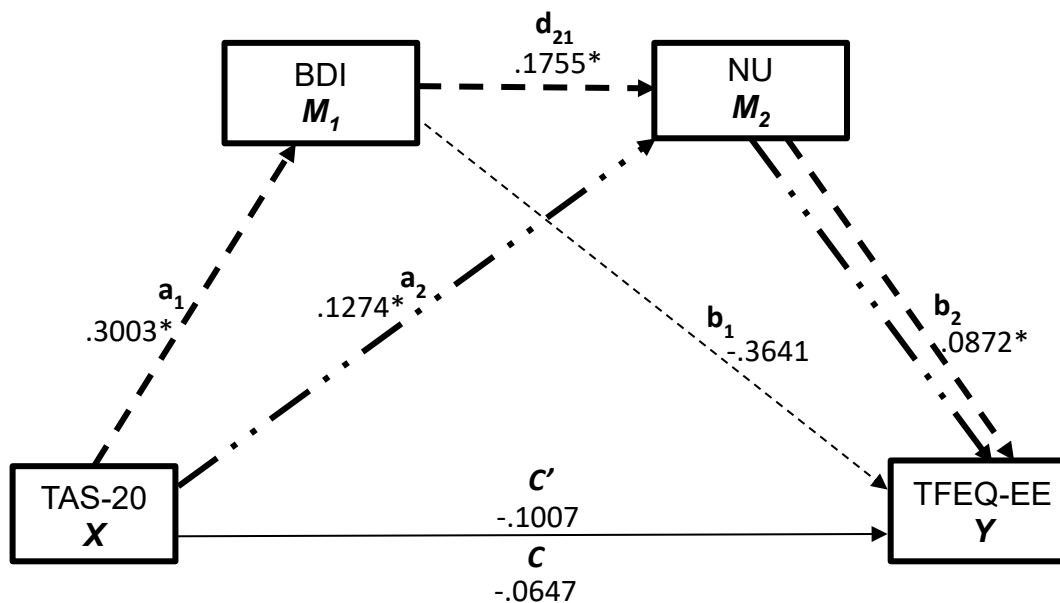 d21
.1755*
BDI
M1
NU
M2
a1
.3003*
a2
.1274*
b1
-.3641
b2
.0872*
TAS-20
X
C’
-.1007
C
-.0647
TFEQ-EE
Y